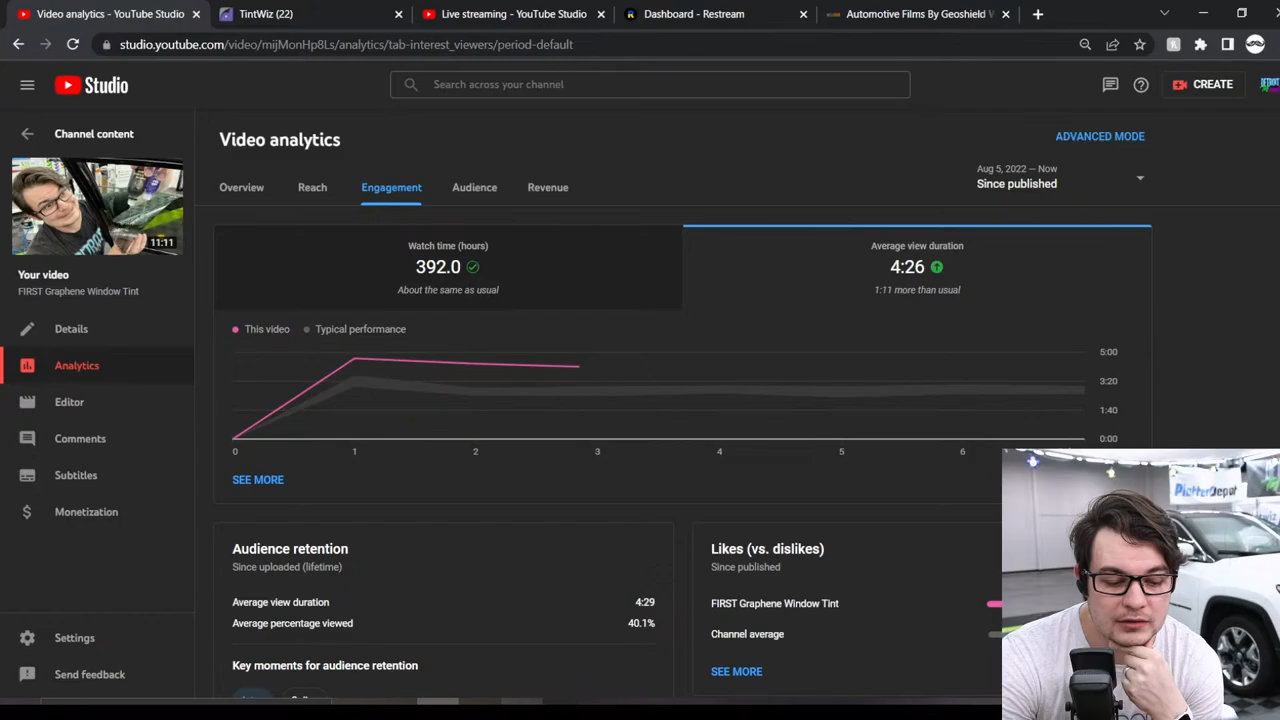 Video analytics - YouTube Studio
TintWiz (22)
Live streaming - YouTube Studio
Dashboard - Restream
Automotive Films By Geoshield W
studio.youtube.com/video/mijMonHp8Ls/analytics/tab-interest_viewers/period-default
Studio
Search across your channel
CREATE
Channel content
11:11
Your video
FIRST Graphene Window Tint
Details
Analytics
Editor
Comments
Subtitles
Monetization
Settings
Send feedback
Video analytics
ADVANCED MODE
Aug 5, 2022 — Now
Since published
Overview
Reach
Engagement
Audience
Revenue
Watch time (hours)
392.0
About the same as usual
Average view duration
4:26
1:11 more than usual
This video
Typical performance
5:00
3:20
1:40
0:00
0 1 2 3 4 5 6
SEE MORE
Audience retention
Since uploaded (lifetime)
Average view duration 4:29
Average percentage viewed 40.1%
Key moments for audience retention
Likes (vs. dislikes)
Since published
FIRST Graphene Window Tint
Channel average
SEE MORE
PlotterDepot